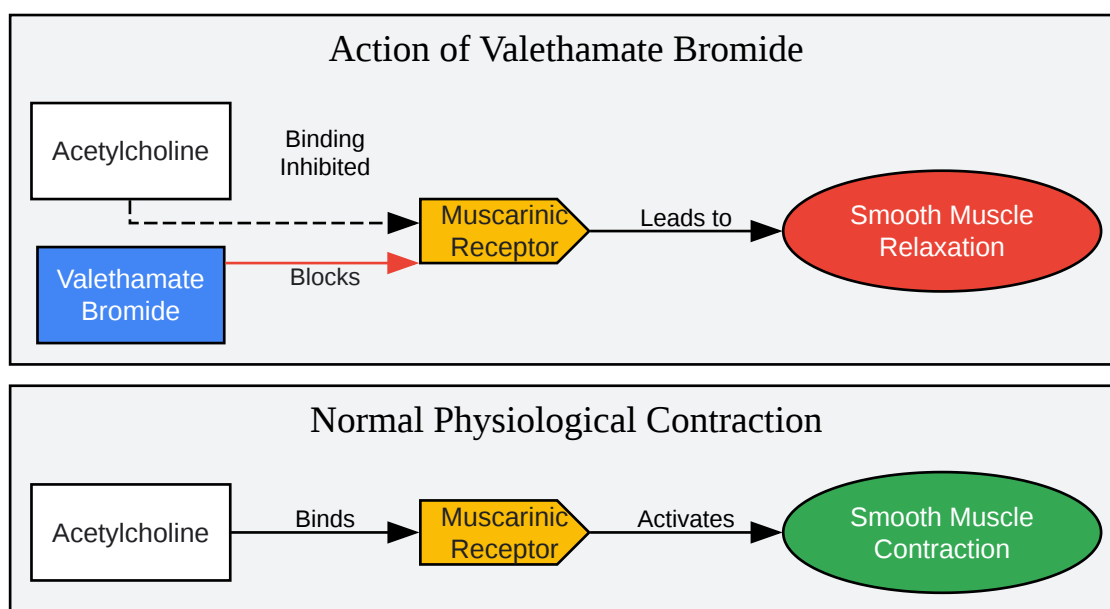 Action of Valethamate Bromide
Acetylcholine
Binding
Inhibited
Muscarinic
Receptor
Leads to
Smooth Muscle
Relaxation
Valethamate
Bromide
Blocks
Normal Physiological Contraction
Acetylcholine
Binds
Muscarinic
Receptor
Activates
Smooth Muscle
Contraction